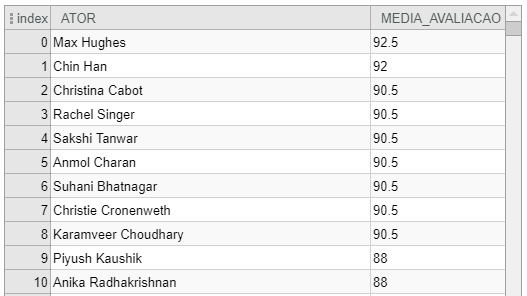 index ATOR MEDIA_AVALIACAO
0 Max Hughes 92.5
1 Chin Han 92
2 Christina Cabot 90.5
3 Rachel Singer 90.5
4 Sakshi Tanwar 90.5
5 Anmol Charan 90.5
6 Suhani Bhatnagar 90.5
7 Christie Cronenweth 90.5
8 Karamveer Choudhary 90.5
9 Piyush Kaushik 88
10 Anika Radhakrishnan 88